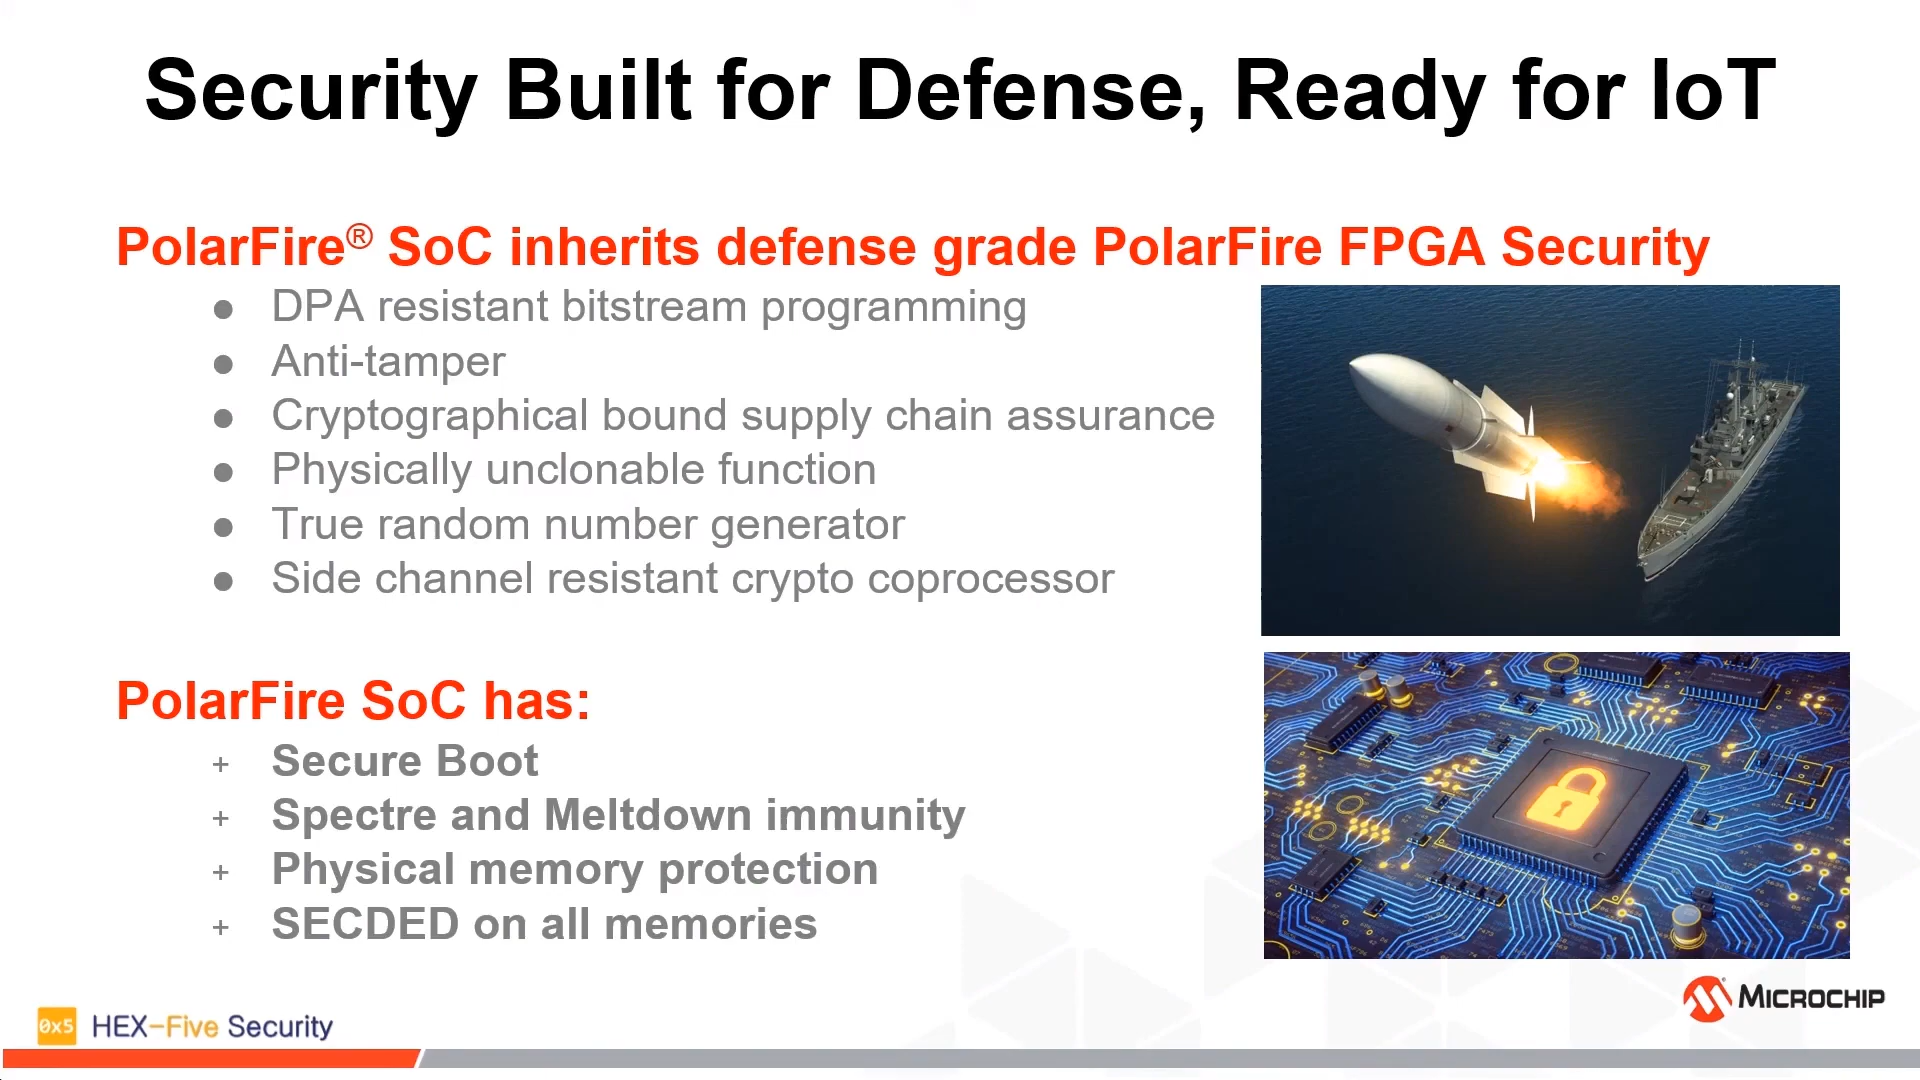 Security Built for Defense, Ready for IoT
PolarFire® SoC inherits defense grade PolarFire FPGA Security
● DPA resistant bitstream programming
● Anti-tamper
● Cryptographical bound supply chain assurance
● Physically unclonable function
● True random number generator
● Side channel resistant crypto coprocessor
PolarFire SoC has:
+ Secure Boot
+ Spectre and Meltdown immunity
+ Physical memory protection
+ SECDED on all memories
0x5 HEX-Five Security
MICROCHIP